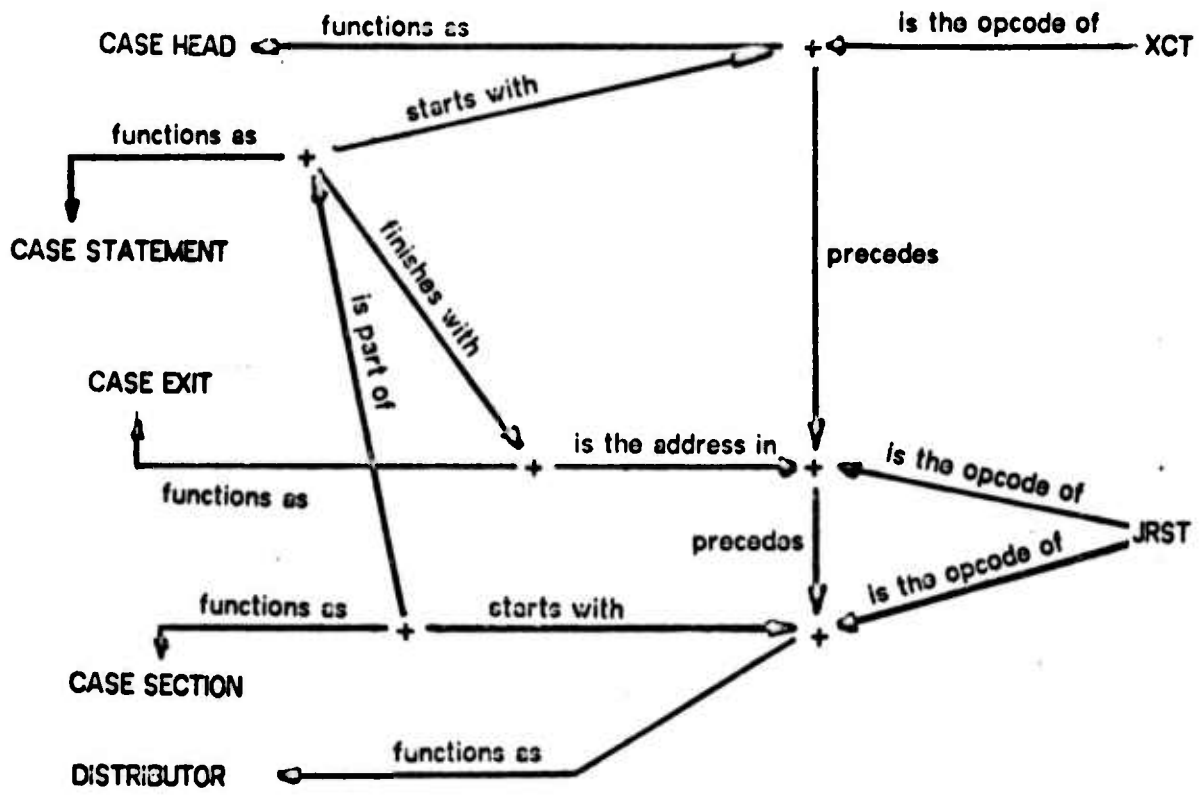 functions as
is the opcode of
CASE HEAD
XCT
starts with
functions as
CASE STATEMENT
finishes with
precedes
is part of
CASE EXIT
is the address in
is the opcode of
functions as
JRST
precedes
is the opcode of
functions as
starts with
CASE SECTION
functions as
DISTRIBUTOR